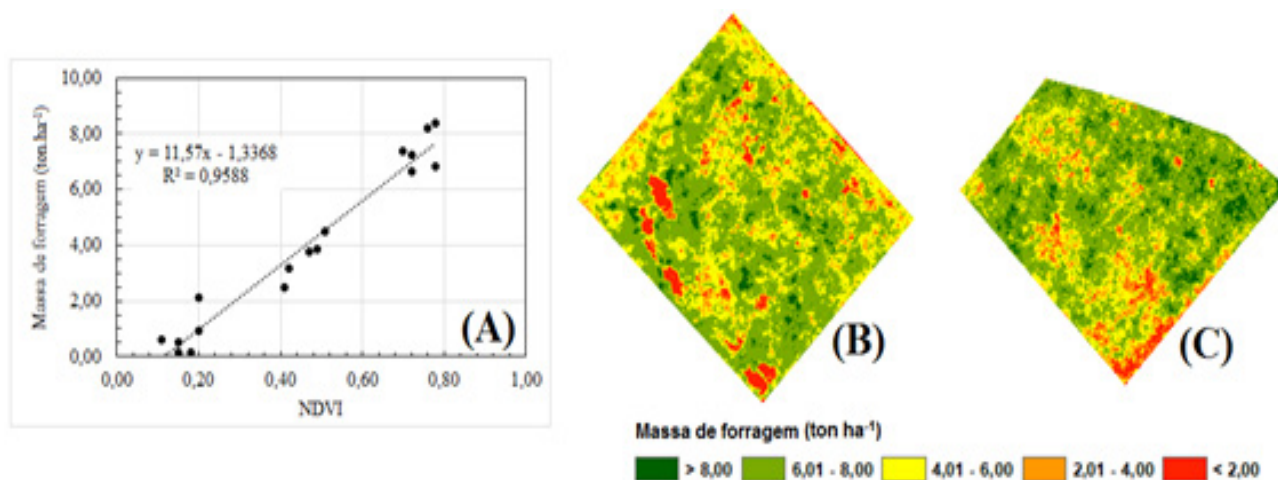 Massa de forragem (ton.ha⁻¹)
10,00
8,00
6,00
4,00
2,00
0,00
y = 11,57x - 1,3368
R² = 0,9588
(A)
0,00 0,20 0,40 0,60 0,80 1,00
NDVI
(B)
(C)
Massa de forragem (ton ha⁻¹)
> 8,00 6,01 - 8,00 4,01 - 6,00 2,01 - 4,00 < 2,00